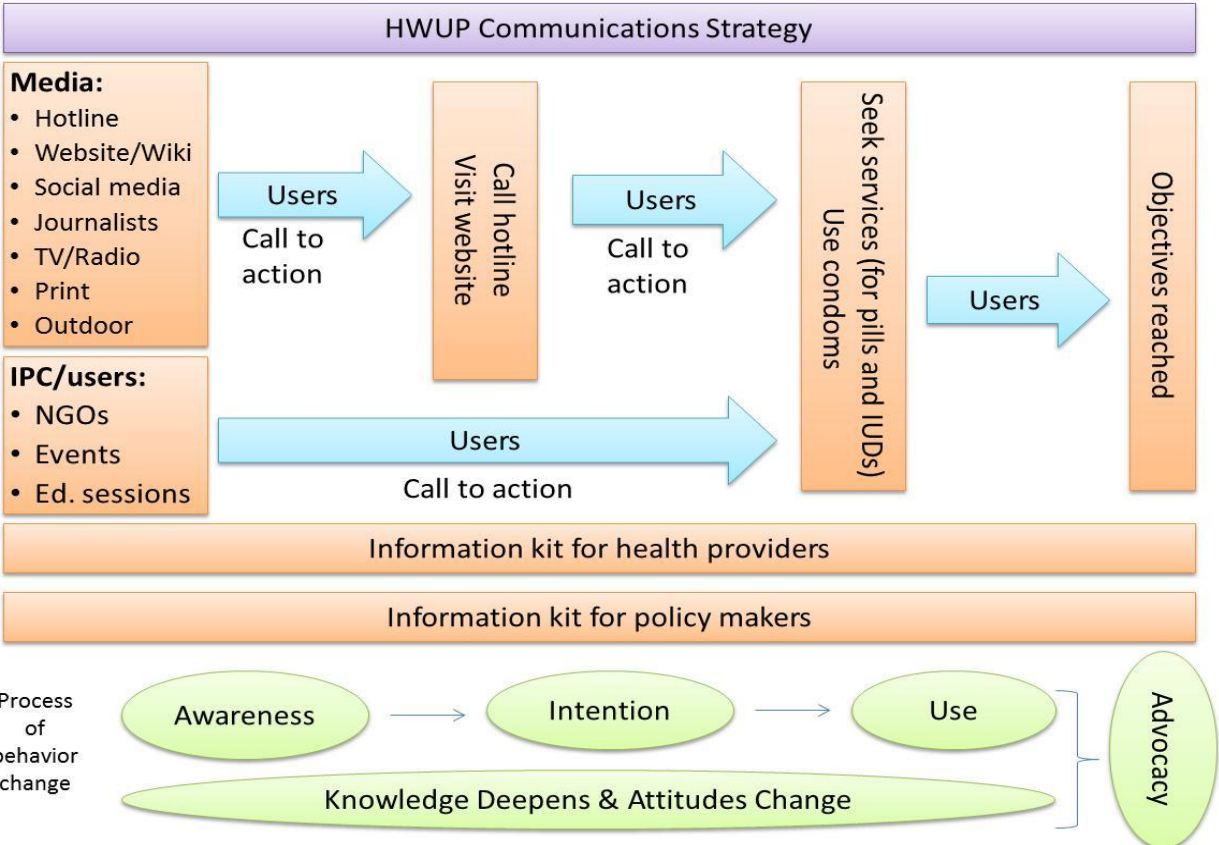 HWUP Communications Strategy
Media:
• Hotline
• Website/Wiki
• Social media
• Journalists
• TV/Radio
• Print
• Outdoor
Users
Call to
action
Call hotline
Visit website
Users
Call to
action
Seek services (for pills and IUDs)
Use condoms
Users
Objectives reached
IPC/users:
• NGOs
• Events
• Ed. sessions
Users
Call to action
Information kit for health providers
Information kit for policy makers
Process
of
behavior
change
Awareness
Intention
Use
Knowledge Deepens & Attitudes Change
Advocacy